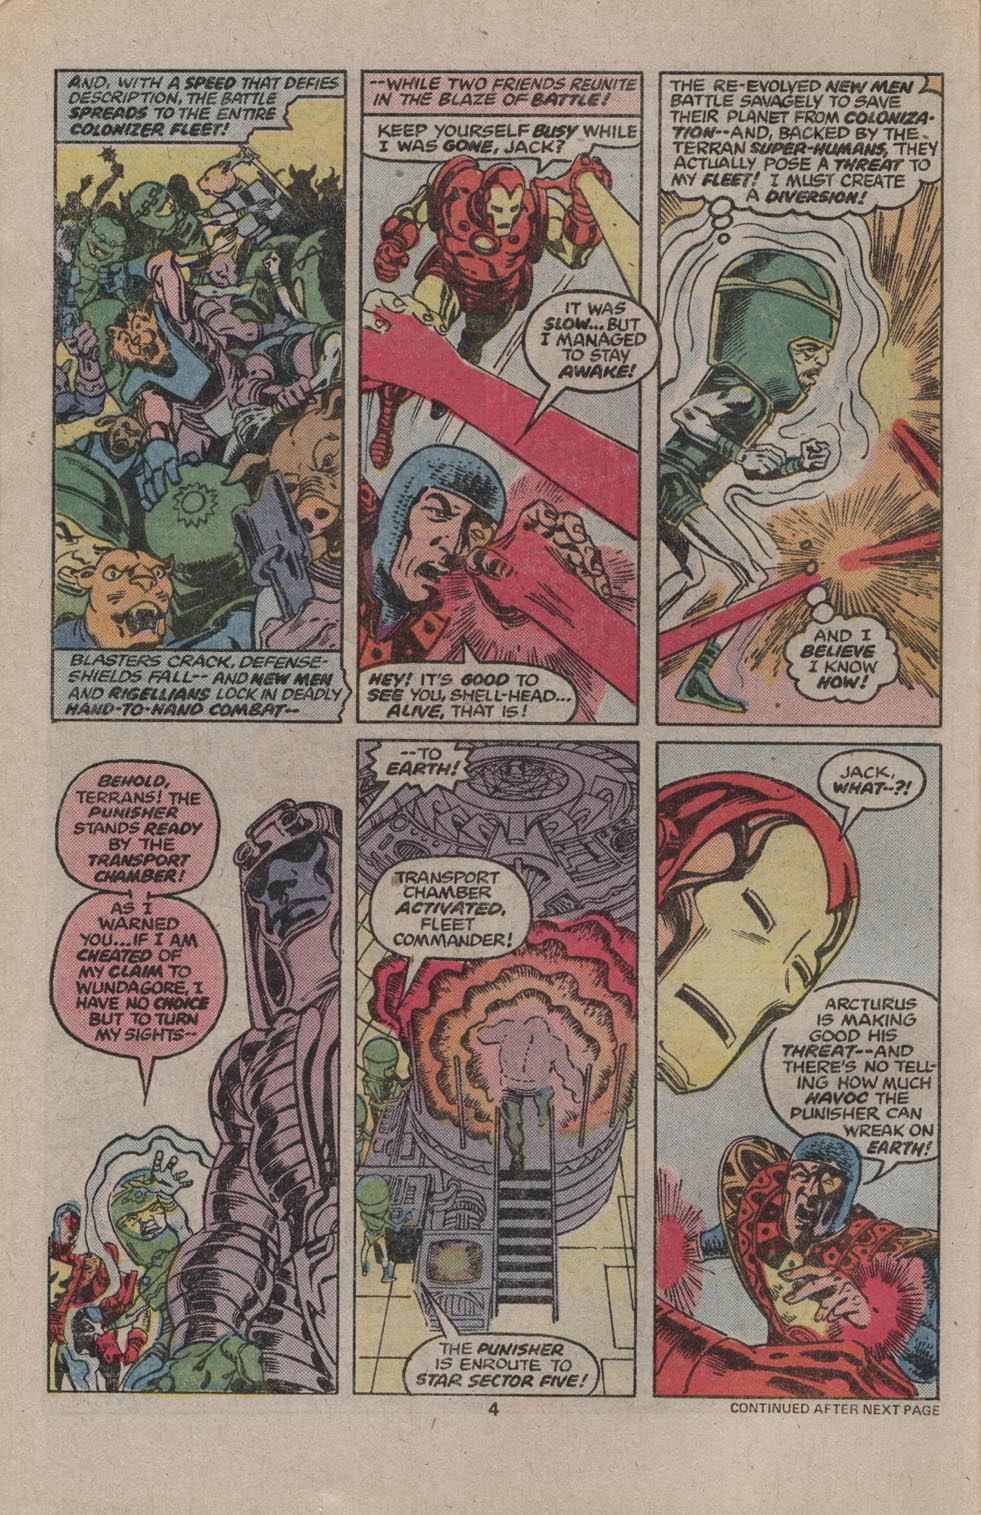 AND, WITH A SPEED THAT DEFIES
DESCRIPTION, THE BATTLE
SPREADS TO THE ENTIRE
COLONIZER FLEET!
BLASTERS CRACK, DEFENSE-
SHIELDS FALL-- AND NEW MEN
AND RIGELLIANS LOCK IN DEADLY
HAND-TO-HAND COMBAT--
--WHILE TWO FRIENDS REUNITE
IN THE BLAZE OF BATTLE!
KEEP YOURSELF BUSY WHILE
I WAS GONE, JACK?
IT WAS
SLOW... BUT
I MANAGED
TO STAY
AWAKE!
HEY! IT'S GOOD TO
SEE YOU, SHELL-HEAD...
ALIVE, THAT IS!
THE RE-EVOLVED NEW MEN
BATTLE SAVAGELY TO SAVE
THEIR PLANET FROM COLONIZA-
TION--AND, BACKED BY THE
TERRAN SUPER-HUMANS, THEY
ACTUALLY POSE A THREAT TO
MY FLEET! I MUST CREATE
A DIVERSION!
AND I
BELIEVE
I KNOW
HOW!
BEHOLD,
TERRANS! THE
PUNISHER
STANDS READY
BY THE
TRANSPORT
CHAMBER!
AS I
WARNED
YOU... IF I AM
CHEATED OF
MY CLAIM TO
WUNDAGORE, I
HAVE NO CHOICE
BUT TO TURN
MY SIGHTS--
--TO
EARTH!
TRANSPORT
CHAMBER
ACTIVATED,
FLEET
COMMANDER!
THE PUNISHER
IS ENROUTE TO
STAR SECTOR FIVE!
JACK,
WHAT--?!
ARCTURUS
IS MAKING
GOOD HIS
THREAT--AND
THERE'S NO TELL-
ING HOW MUCH
HAVOC THE
PUNISHER CAN
WREAK ON
EARTH!
4
CONTINUED AFTER NEXT PAGE